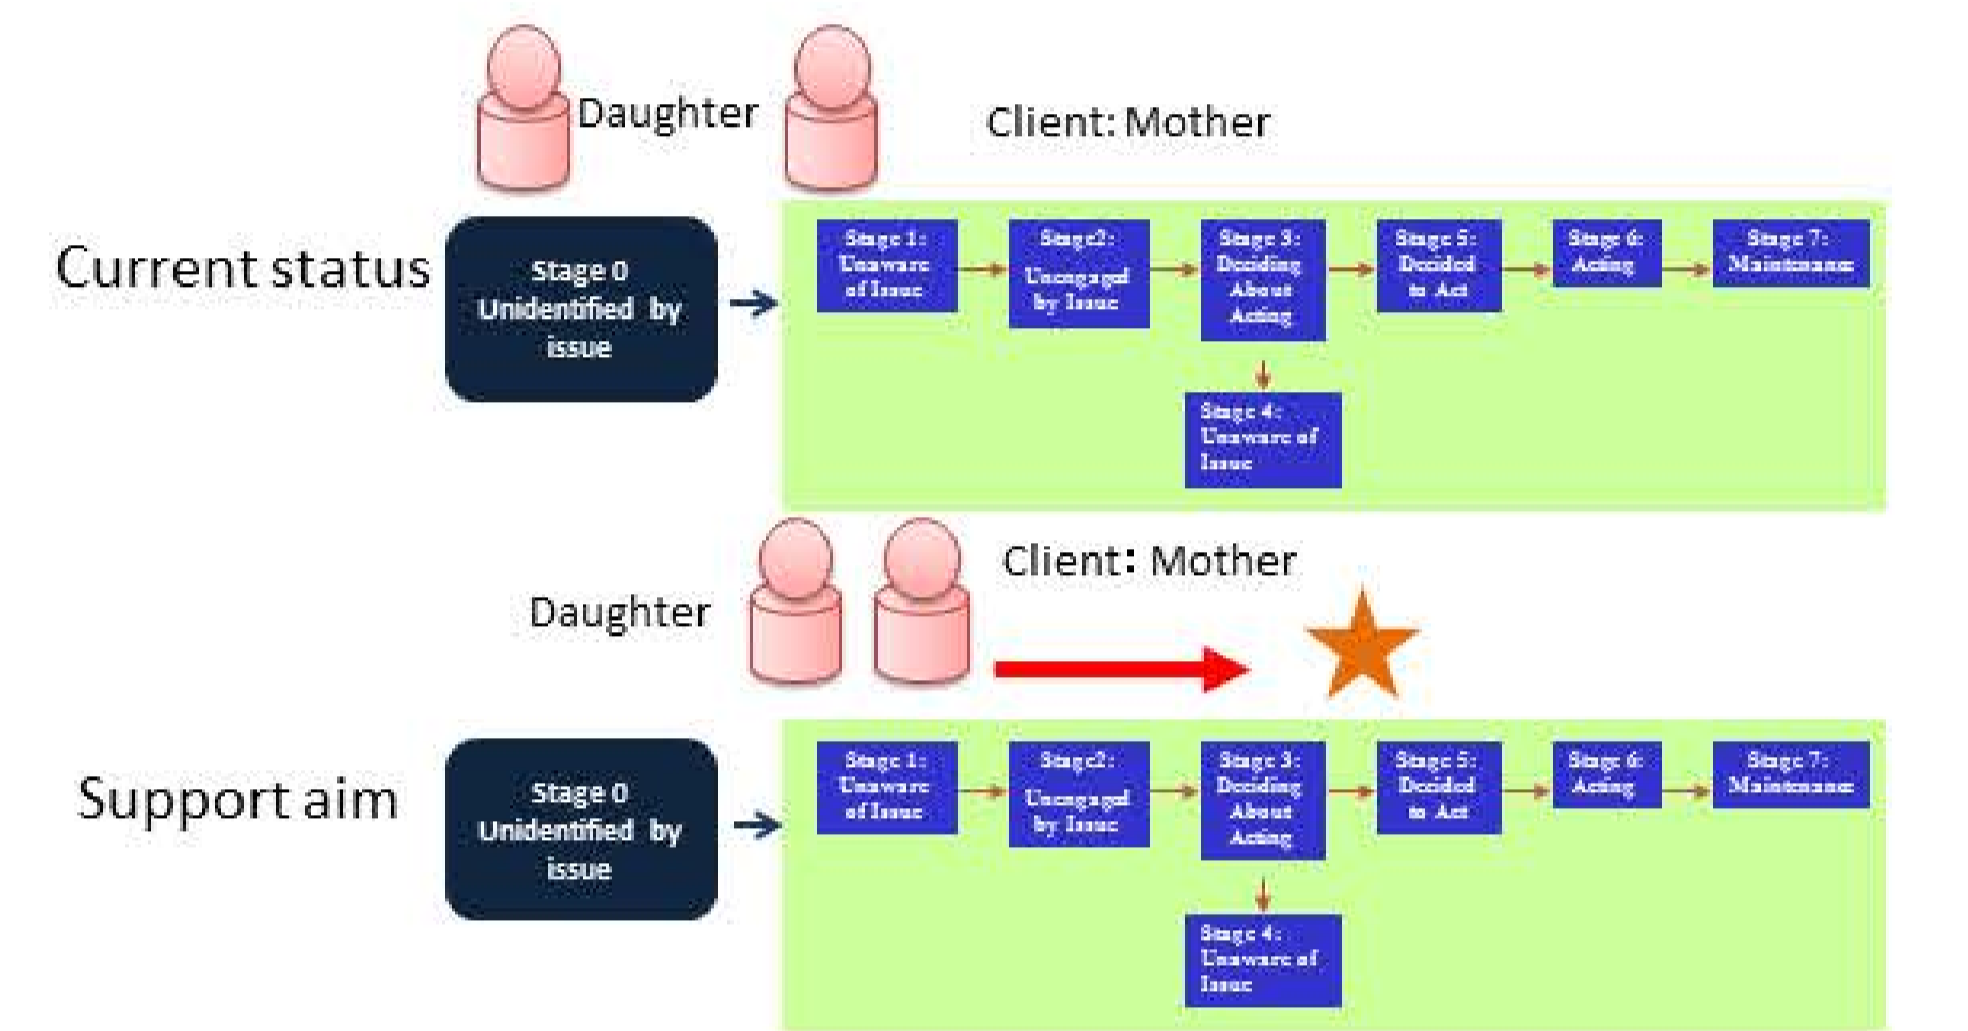 Daughter
Client: Mother
Current status
Stage 0
Unidentified by
issue
Stage 1:
Unaware
of Issue
Stage2:
Unengaged
by Issue
Stage 3:
Deciding
About
Acting
Stage 5:
Decided
to Act
Stage 6:
Acting
Stage 7:
Maintenance
Stage 4:
Unaware of
Issue
Client: Mother
Daughter
Support aim
Stage 0
Unidentified by
issue
Stage 1:
Unaware
of Issue
Stage2:
Unengaged
by Issue
Stage 3:
Deciding
About
Acting
Stage 5:
Decided
to Act
Stage 6:
Acting
Stage 7:
Maintenance
Stage 4:
Unaware of
Issue